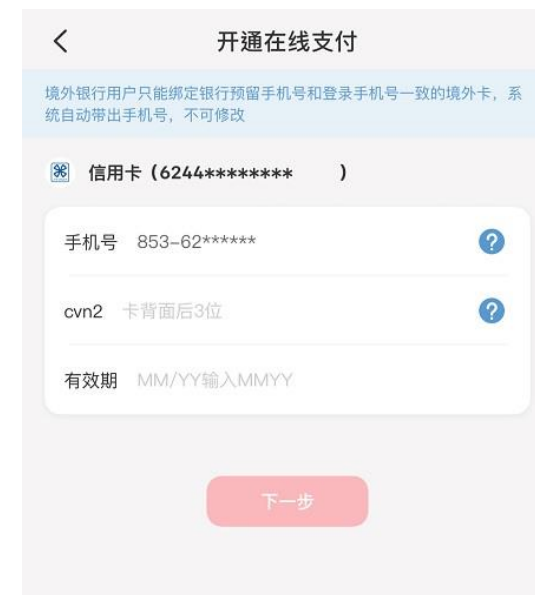 开通在线支付
境外银行用户只能绑定银行预留手机号和登录手机号一致的境外卡，系
统自动带出手机号，不可修改
信用卡（6244******** ）
手机号 853-62******
cvn2 卡背面后3位
有效期 MM/YY输入MMYY
下一步